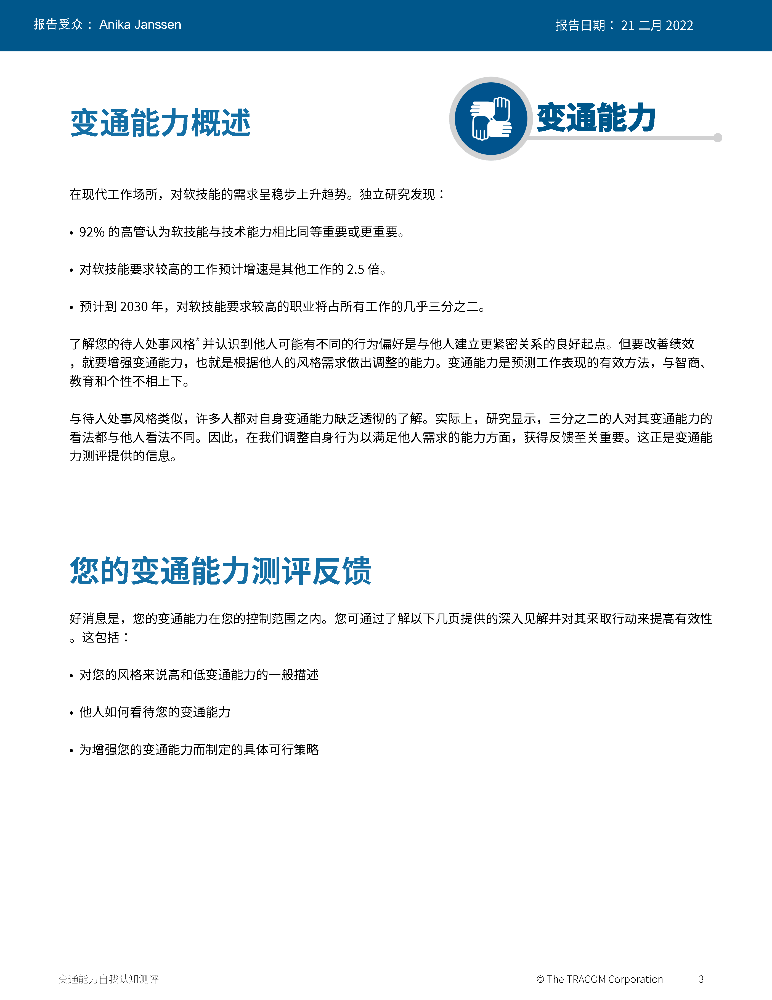 报告受众： Anika Janssen
报告日期： 21 二月 2022
变通能力概述
变通能力
在现代工作场所，对软技能的需求呈稳步上升趋势。独立研究发现：
• 92% 的高管认为软技能与技术能力相比同等重要或更重要。
• 对软技能要求较高的工作预计增速是其他工作的 2.5 倍。
• 预计到 2030 年，对软技能要求较高的职业将占所有工作的几乎三分之二。
了解您的待人处事风格® 并认识到他人可能有不同的行为偏好是与他人建立更紧密关系的良好起点。但要改善绩效
，就要增强变通能力，也就是根据他人的风格需求做出调整的能力。变通能力是预测工作表现的有效方法，与智商、
教育和个性不相上下。
与待人处事风格类似，许多人都对自身变通能力缺乏透彻的了解。实际上，研究显示，三分之二的人对其变通能力的
看法都与他人看法不同。因此，在我们调整自身行为以满足他人需求的能力方面，获得反馈至关重要。这正是变通能
力测评提供的信息。
您的变通能力测评反馈
好消息是，您的变通能力在您的控制范围之内。您可通过了解以下几页提供的深入见解并对其采取行动来提高有效性
。这包括：
• 对您的风格来说高和低变通能力的一般描述
• 他人如何看待您的变通能力
• 为增强您的变通能力而制定的具体可行策略
变通能力自我认知测评
© The TRACOM Corporation
3